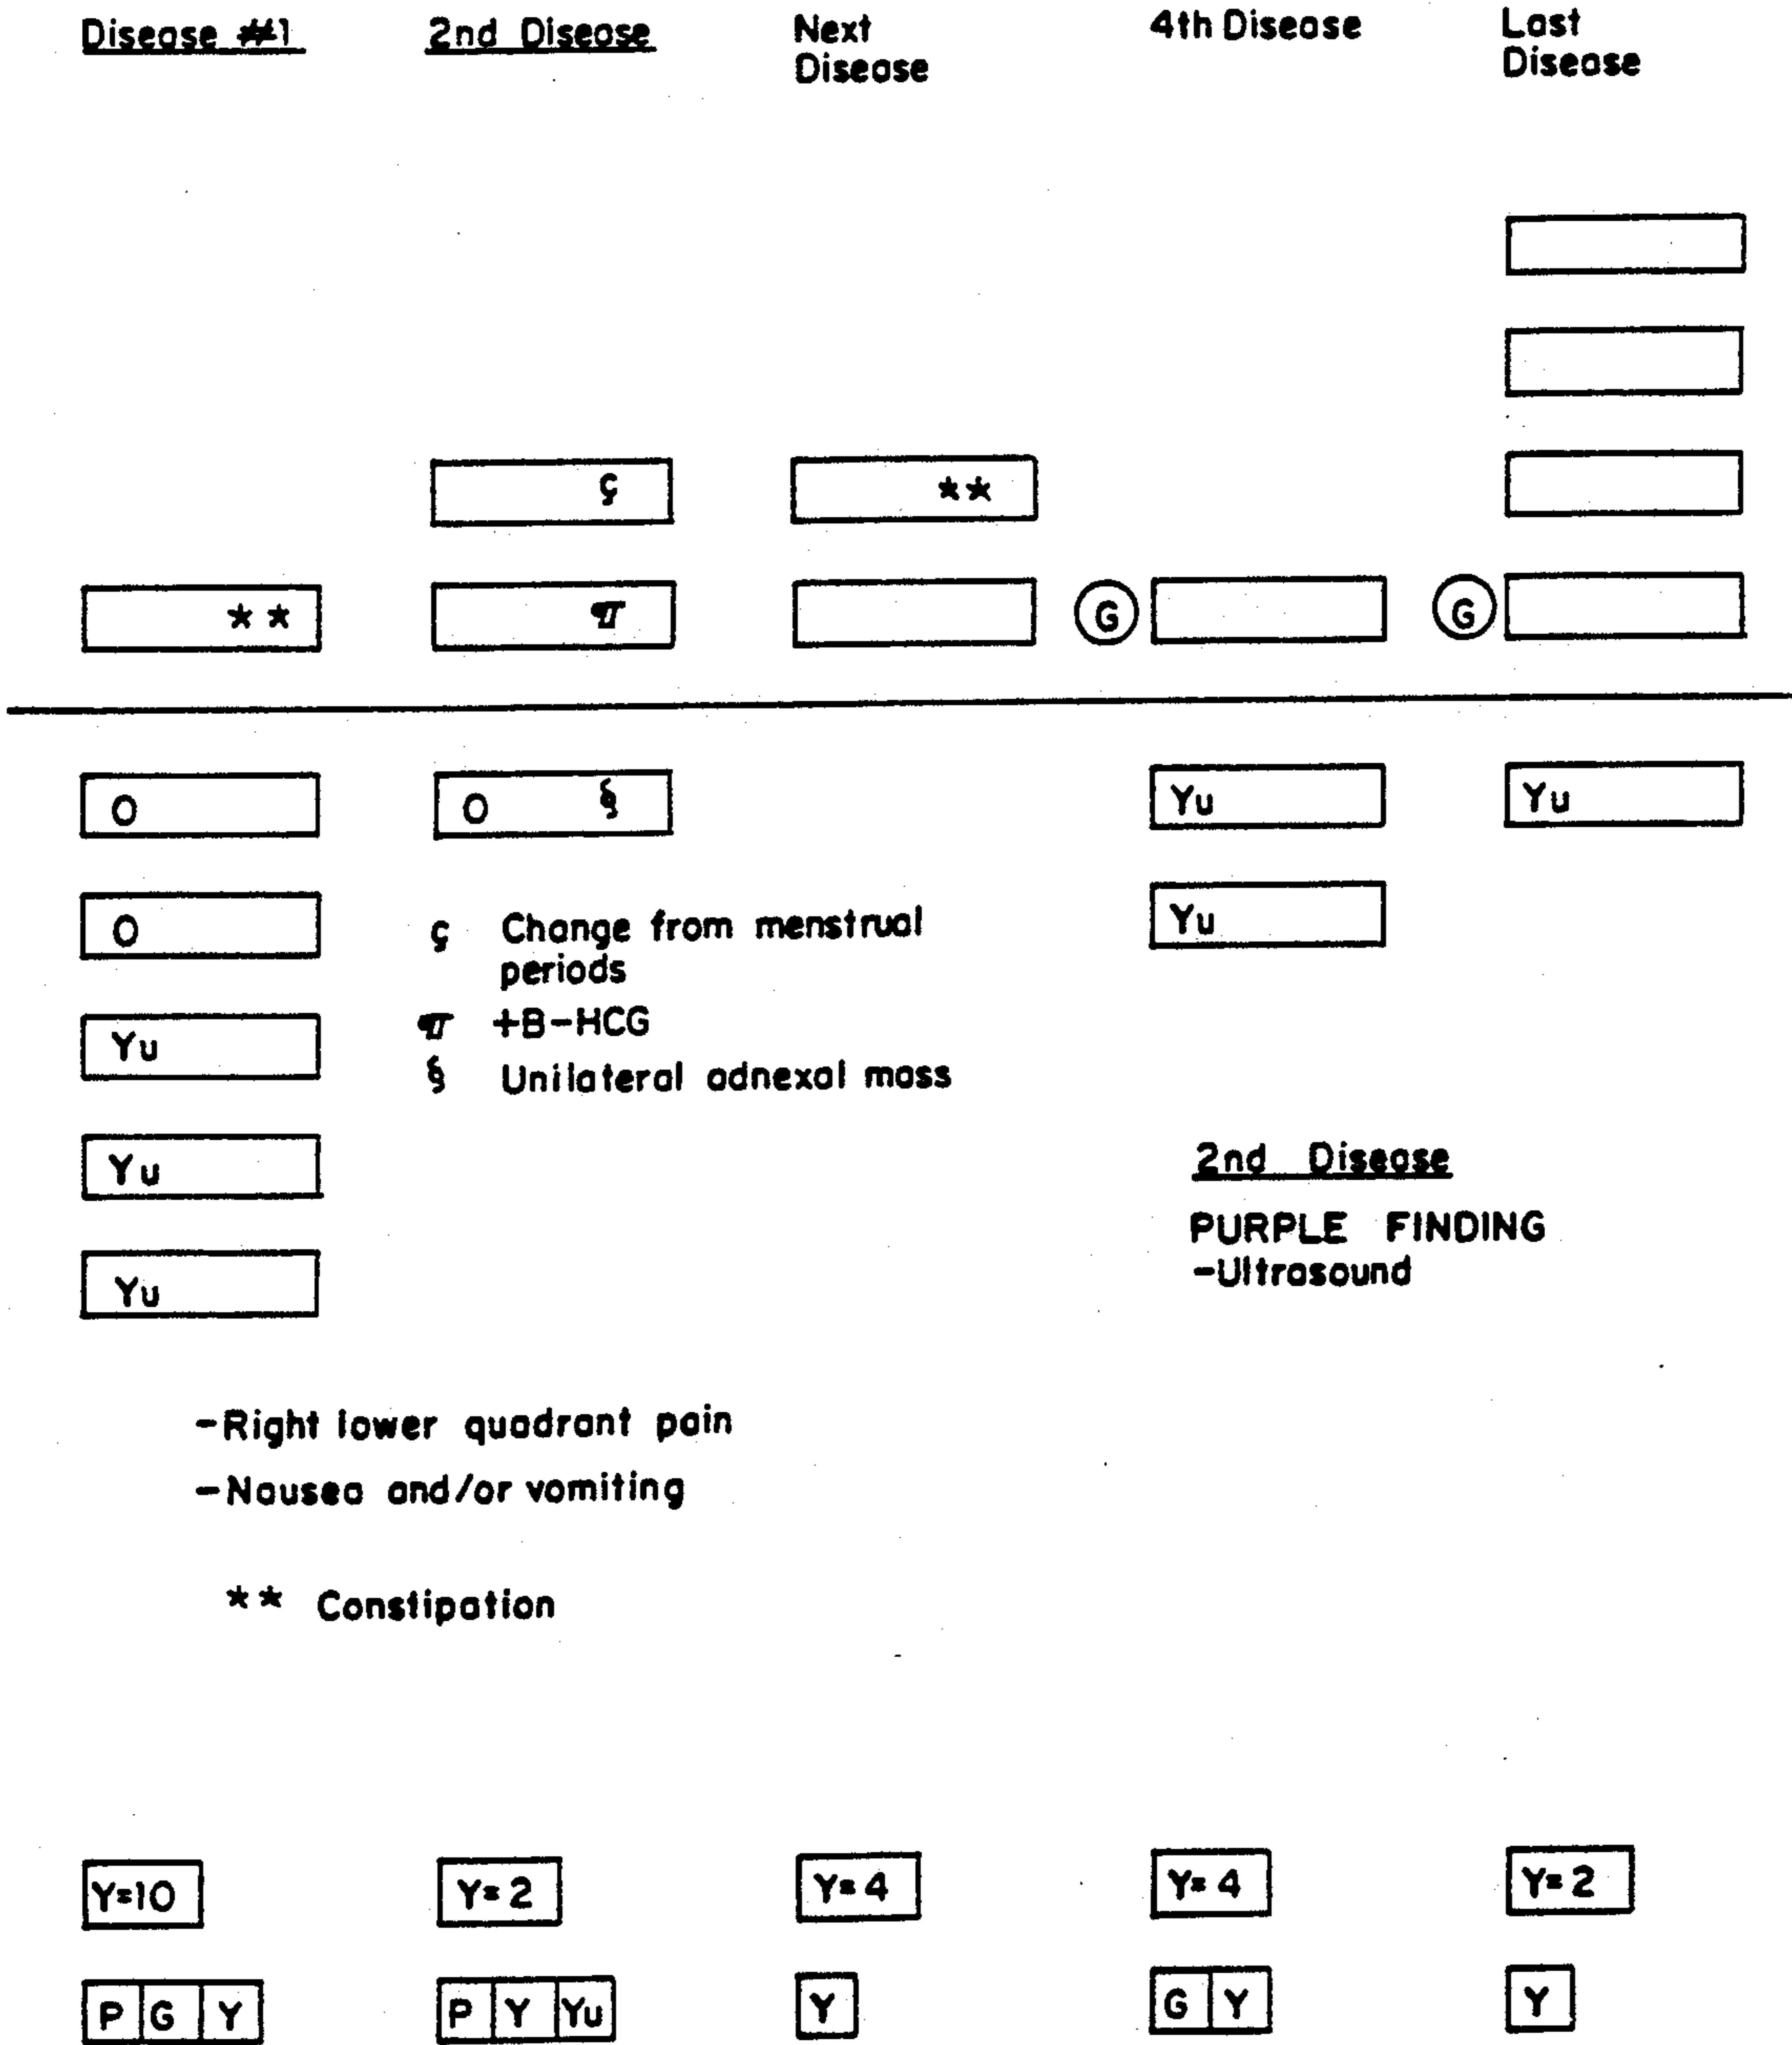 Disease #1
2nd Disease
Next
Disease
4th Disease
Last
Disease
ç
**
**
¶
G
G
O
O §
Yu
Yu
O
Yu
ç Change from menstrual
periods
¶ +B-HCG
§ Unilateral adnexal mass
Yu
Yu
Yu
2nd Disease
PURPLE FINDING
-Ultrasound
-Right lower quadrant pain
-Nausea and/or vomiting
** Constipation
Y=10
Y=2
Y=4
Y=4
Y=2
P G Y
P Y Yu
Y
G Y
Y